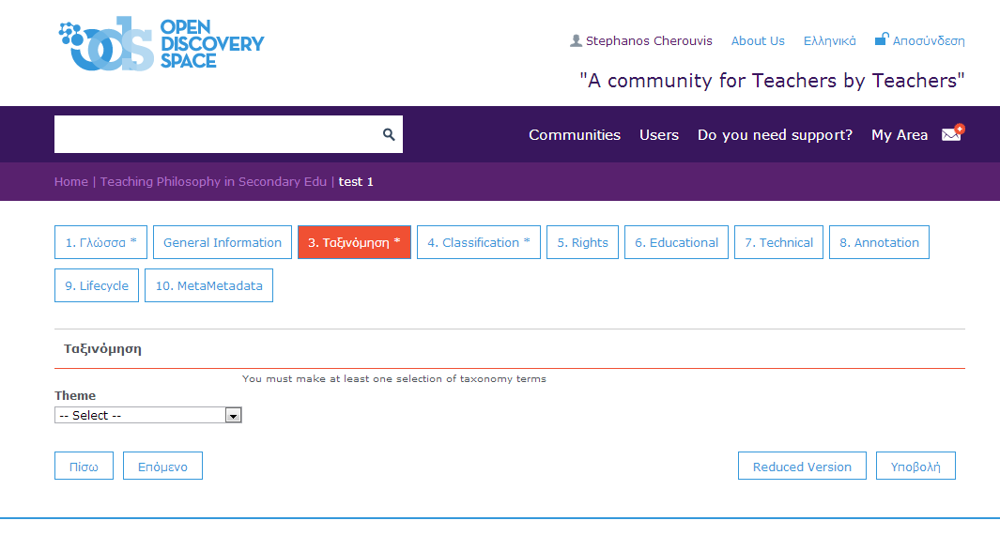 ods OPEN
DISCOVERY
SPACE
Stephanos Cherouvis About Us Ελληνικά Αποσύνδεση
"A community for Teachers by Teachers"
Communities Users Do you need support? My Area
Home | Teaching Philosophy in Secondary Edu | test 1
1. Γλώσσα * General Information 3. Ταξινόμηση * 4. Classification * 5. Rights 6. Educational 7. Technical 8. Annotation
9. Lifecycle 10. MetaMetadata
Ταξινόμηση
You must make at least one selection of taxonomy terms
Theme
-- Select --
Πίσω Επόμενο Reduced Version Υποβολή